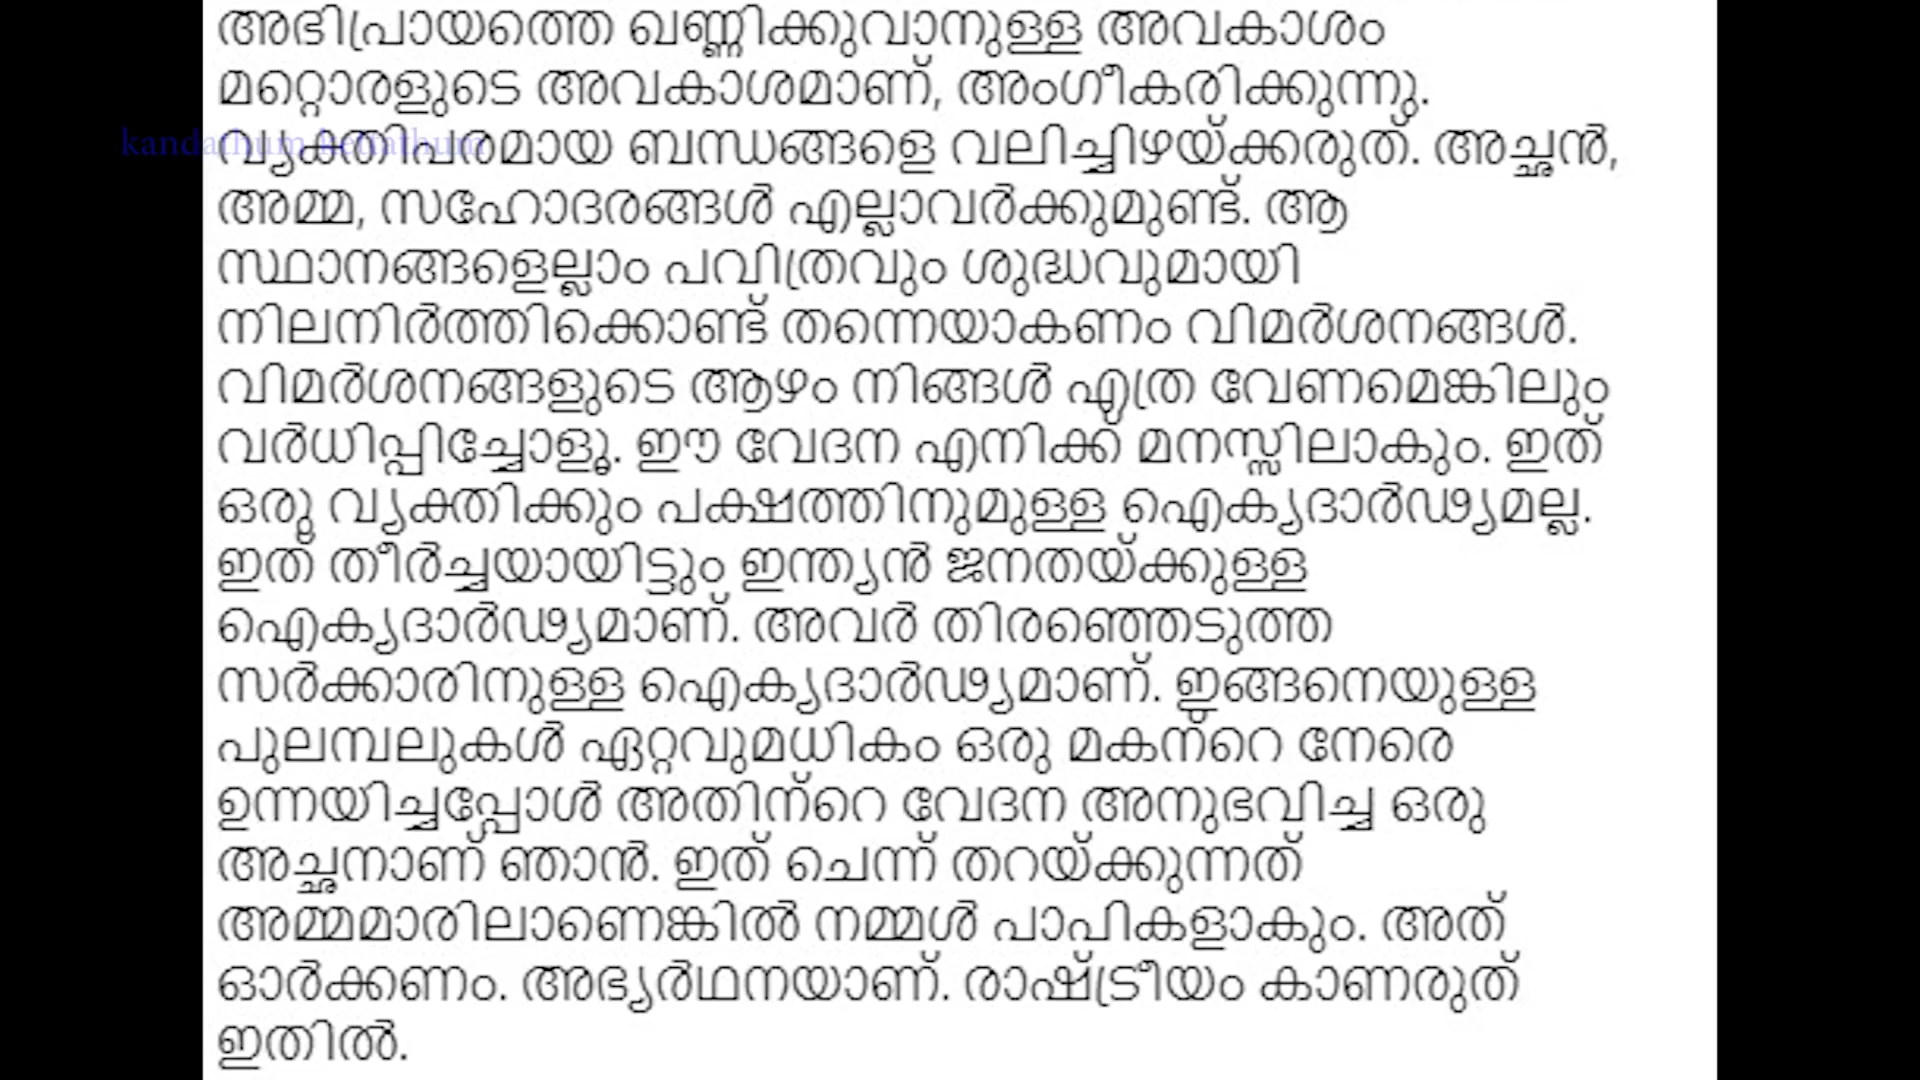 അഭിപ്രായത്തെ ഖണ്ണിക്കുവാനുള്ള അവകാശം
മറ്റൊരളുടെ അവകാശമാണ്, അംഗീകരിക്കുന്നു.
kandathum kettathum
വ്യക്തിപരമായ ബന്ധങ്ങളെ വലിച്ചിഴയ്ക്കരുത്. അച്ഛൻ,
അമ്മ, സഹോദരങ്ങൾ എല്ലാവർക്കുമുണ്ട്. ആ
സ്ഥാനങ്ങളെല്ലാം പവിത്രവും ശുദ്ധവുമായി
നിലനിർത്തിക്കൊണ്ട് തന്നെയാകണം വിമർശനങ്ങൾ.
വിമർശനങ്ങളുടെ ആഴം നിങ്ങൾ എത്ര വേണമെങ്കിലും
വർധിപ്പിച്ചോളൂ. ഈ വേദന എനിക്ക് മനസ്സിലാകും. ഇത്
ഒരു വ്യക്തിക്കും പക്ഷത്തിനുമുള്ള ഐക്യദാർഢ്യമല്ല.
ഇത് തീർച്ചയായിട്ടും ഇന്ത്യൻ ജനതയ്ക്കുള്ള
ഐക്യദാർഢ്യമാണ്. അവർ തിരഞ്ഞെടുത്ത
സർക്കാരിനുള്ള ഐക്യദാർഢ്യമാണ്. ഇങ്ങനെയുള്ള
പുലമ്പലുകൾ ഏറ്റവുമധികം ഒരു മകന്റെ നേരെ
ഉന്നയിച്ചപ്പോൾ അതിന്റെ വേദന അനുഭവിച്ച ഒരു
അച്ഛനാണ് ഞാൻ. ഇത് ചെന്ന് തറയ്ക്കുന്നത്
അമ്മമാരിലാണെങ്കിൽ നമ്മൾ പാപികളാകും. അത്
ഓർക്കണം. അഭ്യർഥനയാണ്. രാഷ്ട്രീയം കാണരുത്
ഇതിൽ.